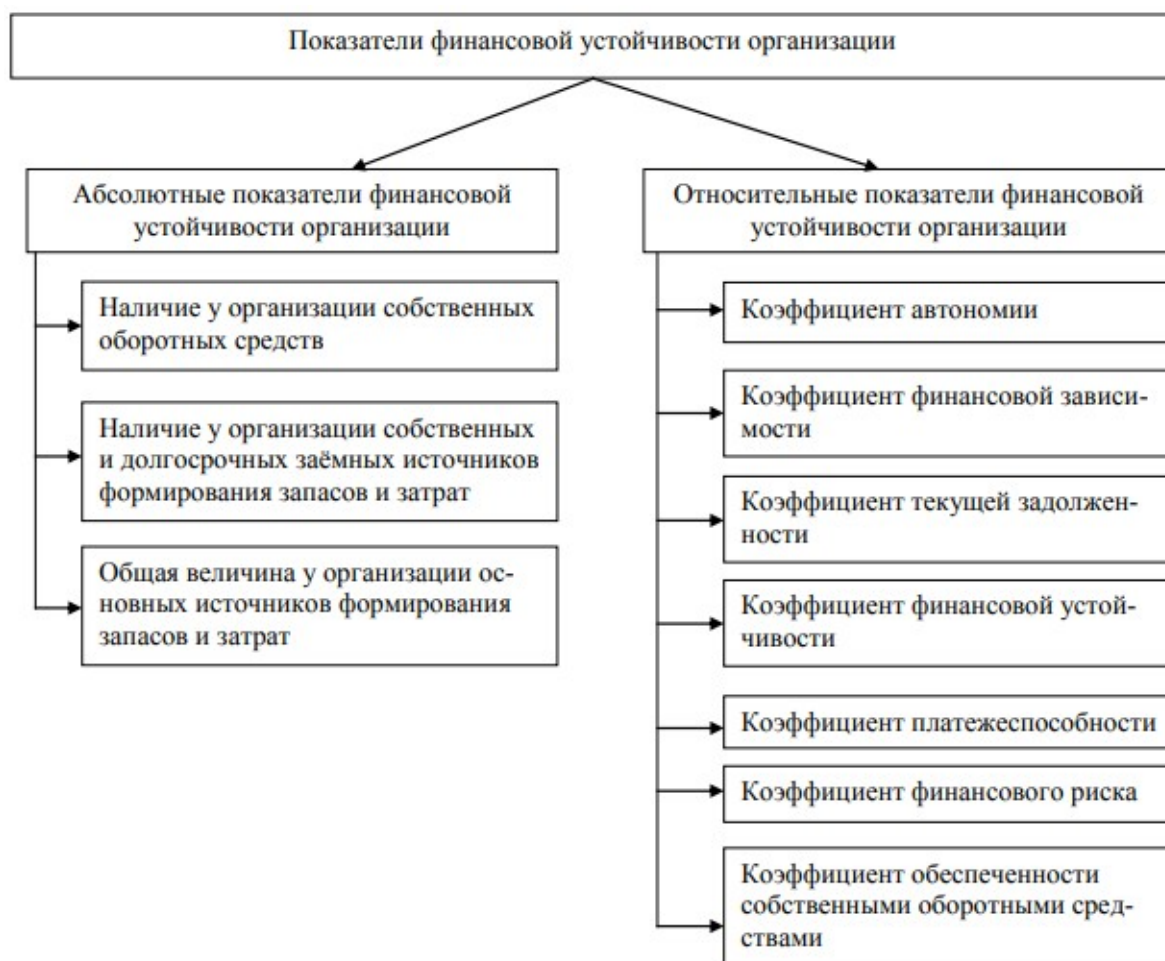 Показатели финансовой устойчивости организации
Абсолютные показатели финансовой
устойчивости организации
Наличие у организации собственных
оборотных средств
Наличие у организации собственных
и долгосрочных заёмных источников
формирования запасов и затрат
Общая величина у организации ос-
новных источников формирования
запасов и затрат
Относительные показатели финансовой
устойчивости организации
Коэффициент автономии
Коэффициент финансовой зависи-
мости
Коэффициент текущей задолжен-
ности
Коэффициент финансовой устой-
чивости
Коэффициент платежеспособности
Коэффициент финансового риска
Коэффициент обеспеченности
собственными оборотными сред-
ствами